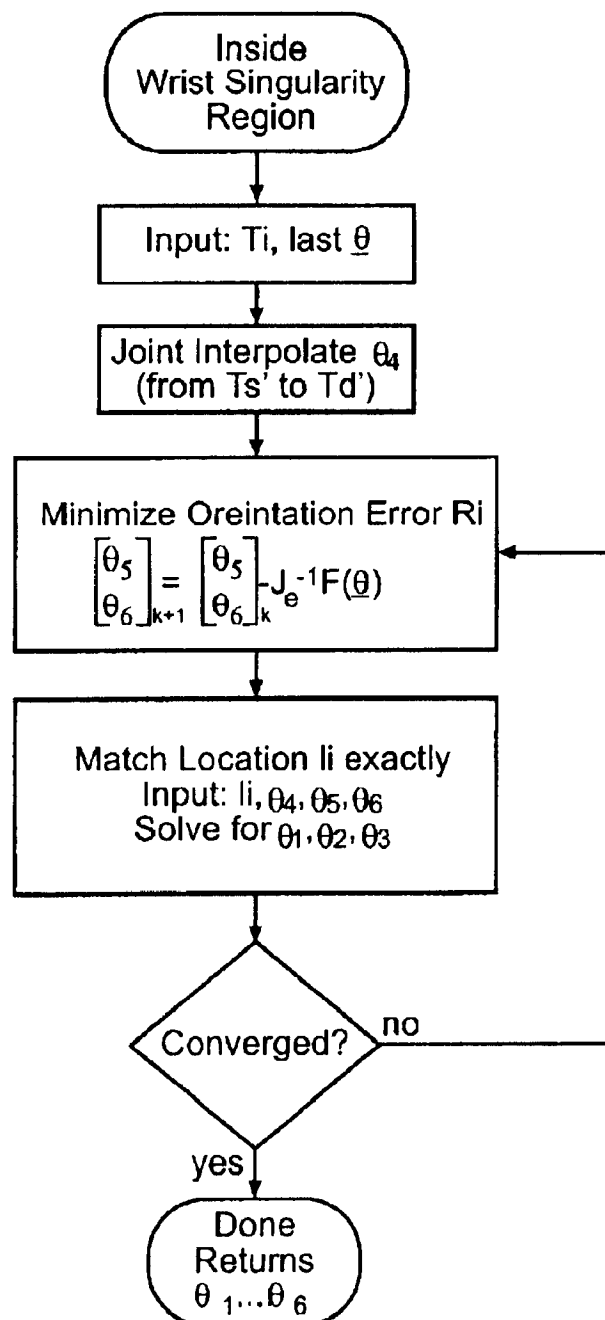 Inside
Wrist Singularity
Region
Input: Ti, last θ
Joint Interpolate θ4
(from Ts' to Td')
Minimize Oreintation Error Ri
[θ5 θ6]k+1 = [θ5 θ6]k - Je-1F(θ)
Match Location li exactly
Input: li, θ4, θ5, θ6
Solve for θ1, θ2, θ3
Converged?
no
yes
Done
Returns
θ 1...θ 6